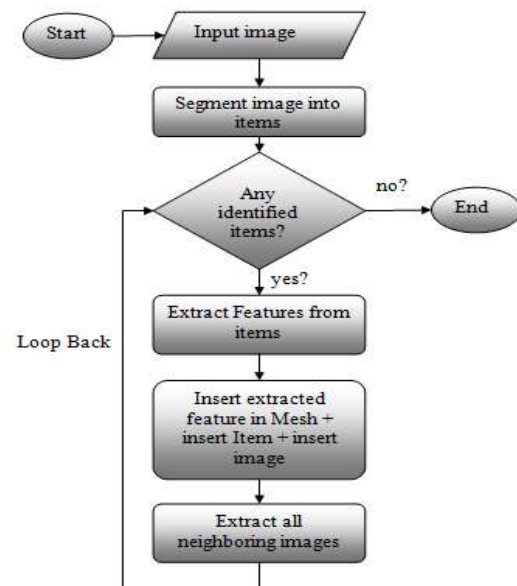 Start
Input image
Segment image into
items
Any
identified
items?
no?
End
yes?
Extract Features from
items
Loop Back
Insert extracted
feature in Mesh +
insert Item + insert
image
Extract all
neighboring images